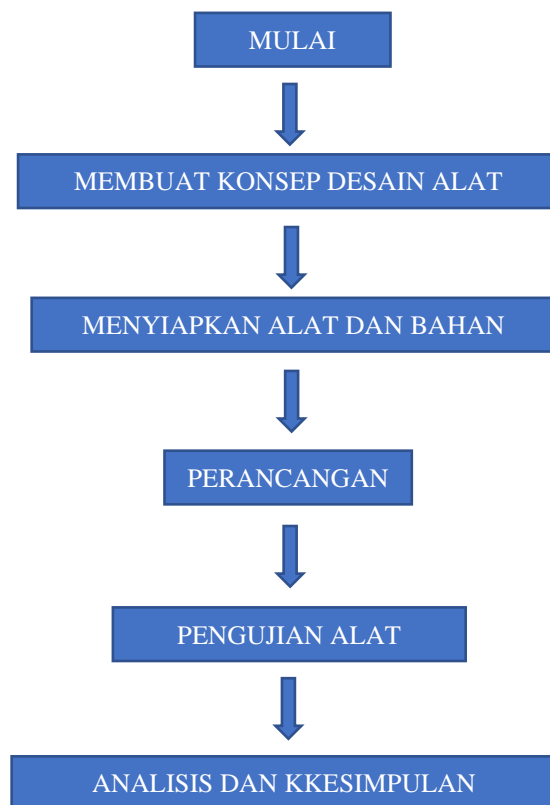 MULAI
MEMBUAT KONSEP DESAIN ALAT
MENYIAPKAN ALAT DAN BAHAN
PERANCANGAN
PENGUJIAN ALAT
ANALISIS DAN KKESIMPULAN